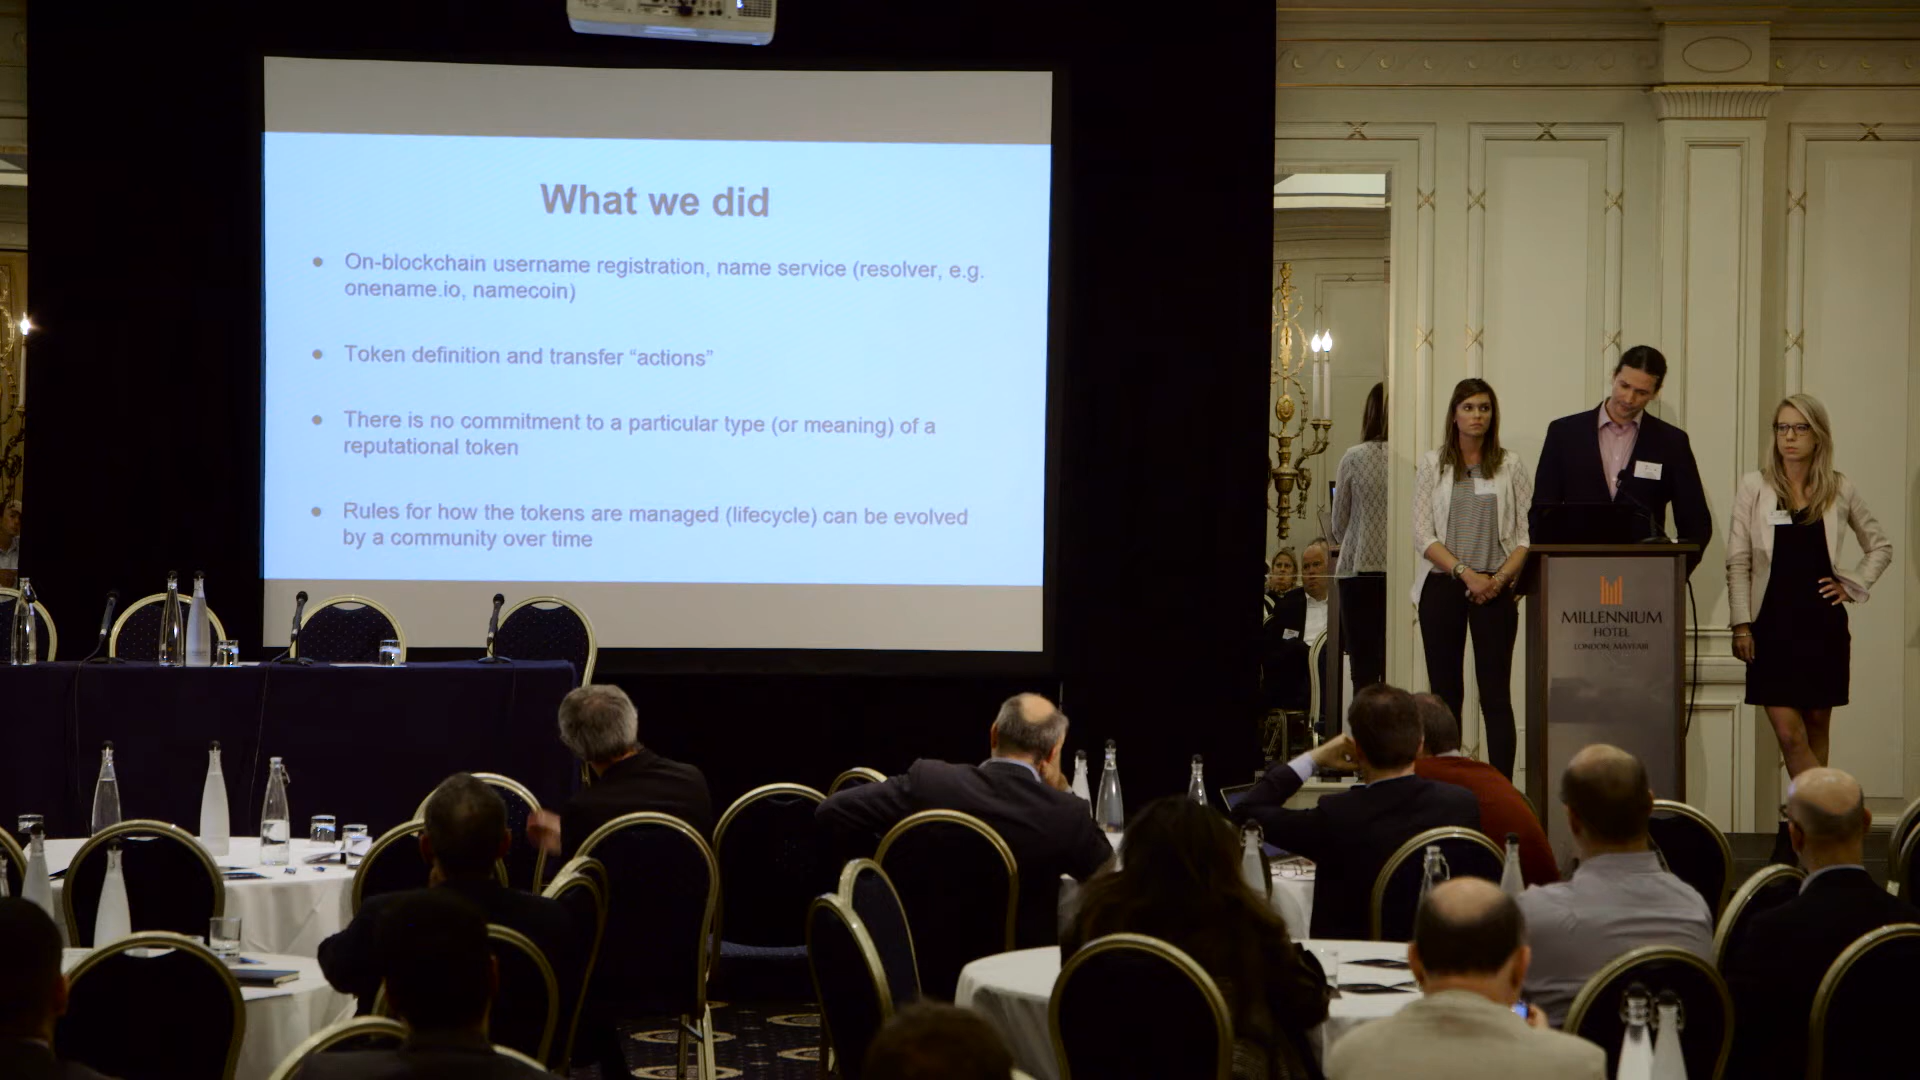 What we did
● On-blockchain username registration, name service (resolver, e.g.
onename.io, namecoin)
● Token definition and transfer “actions”
● There is no commitment to a particular type (or meaning) of a
reputational token
● Rules for how the tokens are managed (lifecycle) can be evolved
by a community over time
MILLENNIUM
HOTEL
LONDON, MAYFAIR